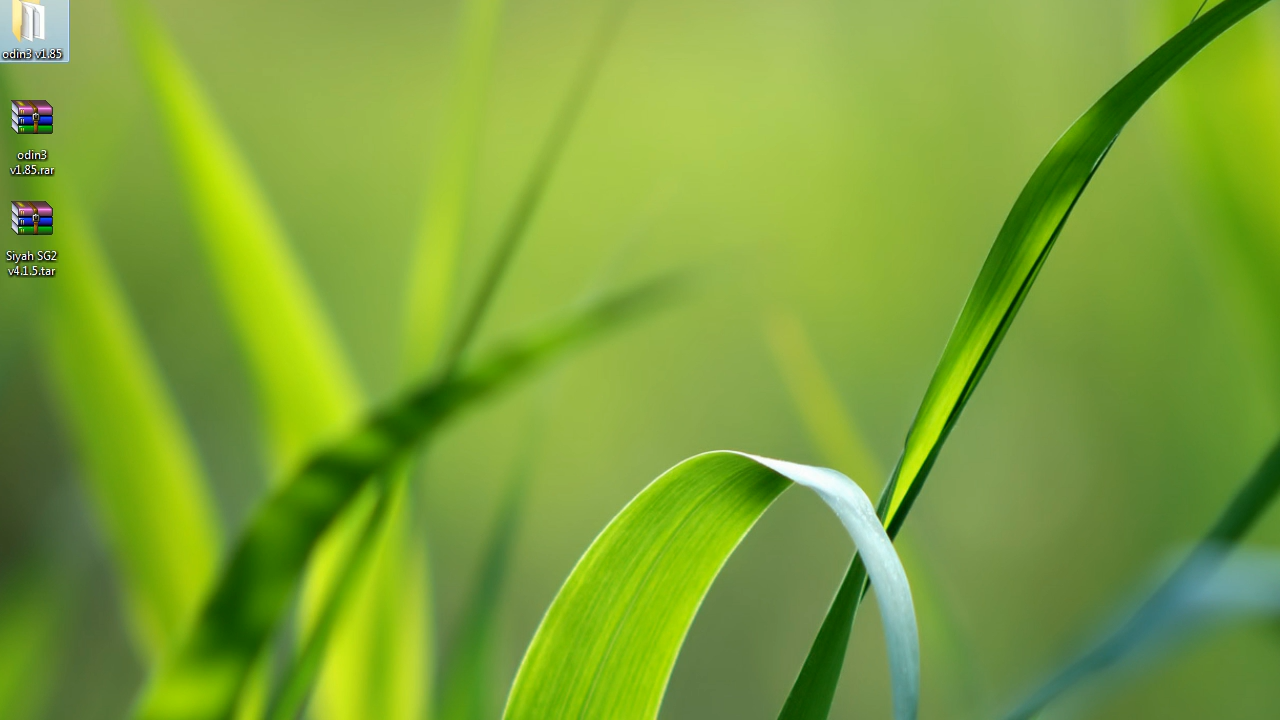 odin3 v1.85
odin3
v1.85.rar
Siyah SG2
v4.1.5.tar